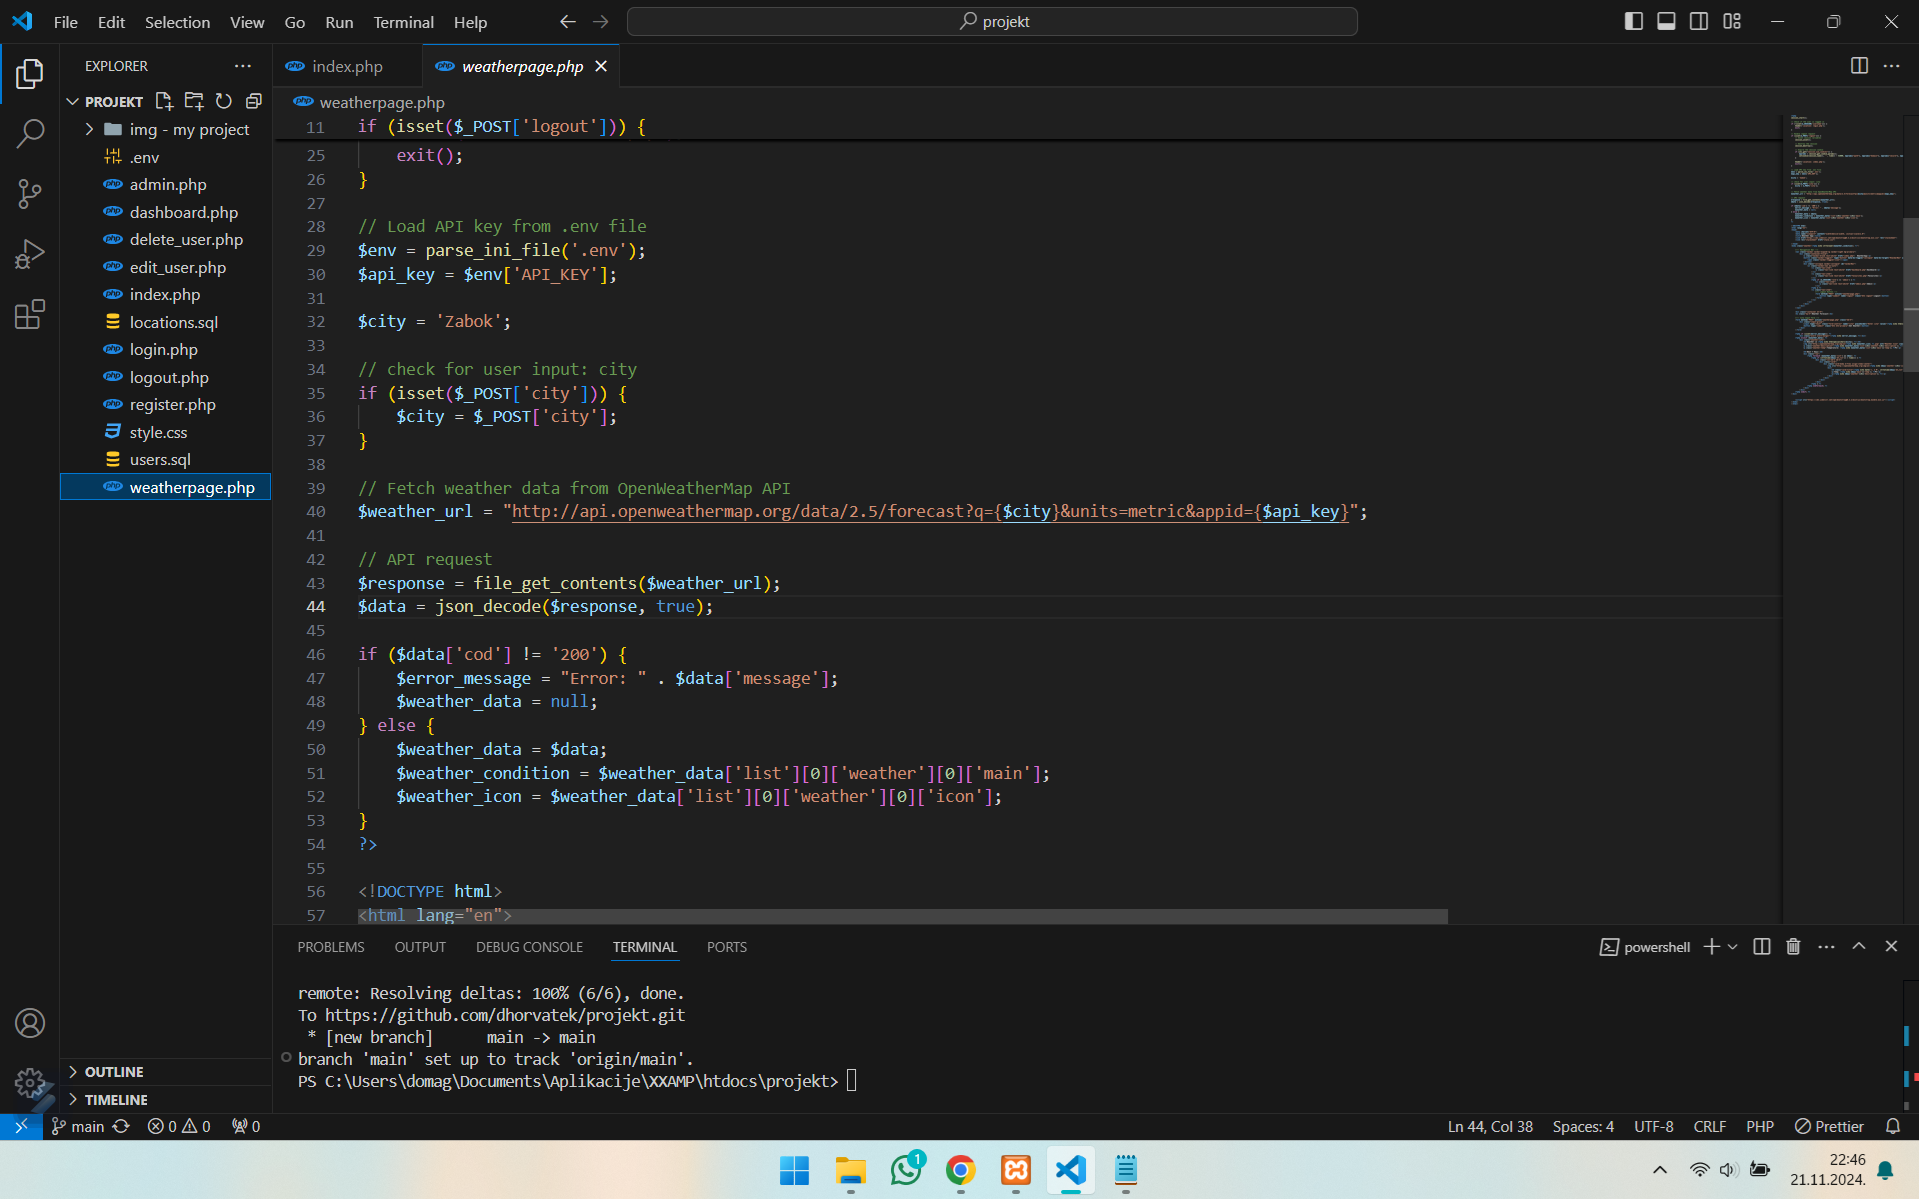 File Edit Selection View Go Run Terminal Help
projekt
EXPLORER
index.php
weatherpage.php
PROJEKT
img - my project
.env
admin.php
dashboard.php
delete_user.php
edit_user.php
index.php
locations.sql
login.php
logout.php
register.php
style.css
users.sql
weatherpage.php
OUTLINE
TIMELINE
weatherpage.php
11 if (isset($_POST['logout'])) {
25 exit();
26 }
27
28 // Load API key from .env file
29 $env = parse_ini_file('.env');
30 $api_key = $env['API_KEY'];
31
32 $city = 'Zabok';
33
34 // check for user input: city
35 if (isset($_POST['city'])) {
36 $city = $_POST['city'];
37 }
38
39 // Fetch weather data from OpenWeatherMap API
40 $weather_url = "http://api.openweathermap.org/data/2.5/forecast?q={$city}&units=metric&appid={$api_key}";
41
42 // API request
43 $response = file_get_contents($weather_url);
44 $data = json_decode($response, true);
45
46 if ($data['cod'] != '200') {
47 $error_message = "Error: " . $data['message'];
48 $weather_data = null;
49 } else {
50 $weather_data = $data;
51 $weather_condition = $weather_data['list'][0]['weather'][0]['main'];
52 $weather_icon = $weather_data['list'][0]['weather'][0]['icon'];
53 }
54 ?>
55
56 <!DOCTYPE html>
57 <html lang="en">
PROBLEMS OUTPUT DEBUG CONSOLE TERMINAL PORTS
powershell
remote: Resolving deltas: 100% (6/6), done.
To https://github.com/dhorvatek/projekt.git
* [new branch] main -> main
branch 'main' set up to track 'origin/main'.
PS C:\Users\domag\Documents\Aplikacije\XXAMP\htdocs\projekt>
main 0 0 0
Ln 44, Col 38 Spaces: 4 UTF-8 CRLF PHP Prettier
1
22:46
21.11.2024.